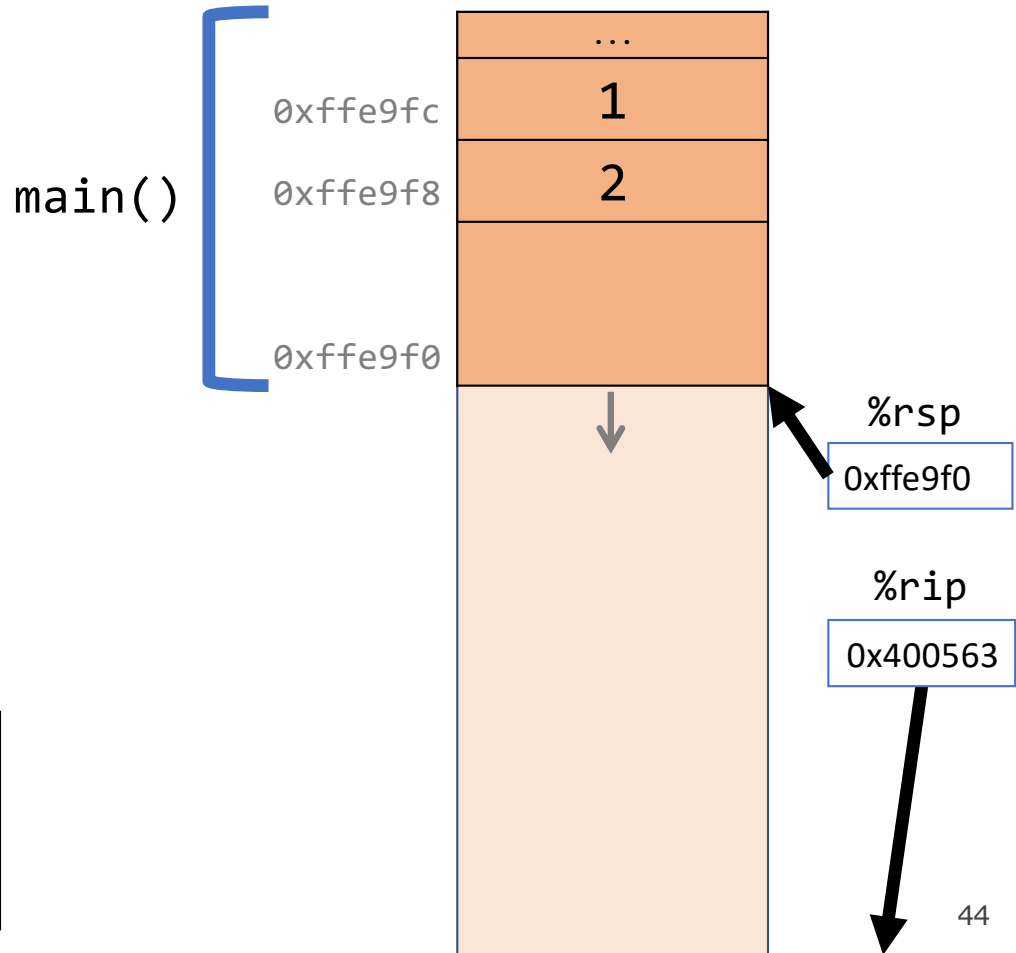 ...
0xffe9fc 1
main() 0xffe9f8 2
0xffe9f0
%rsp
0xffe9f0
%rip
0x400563
44